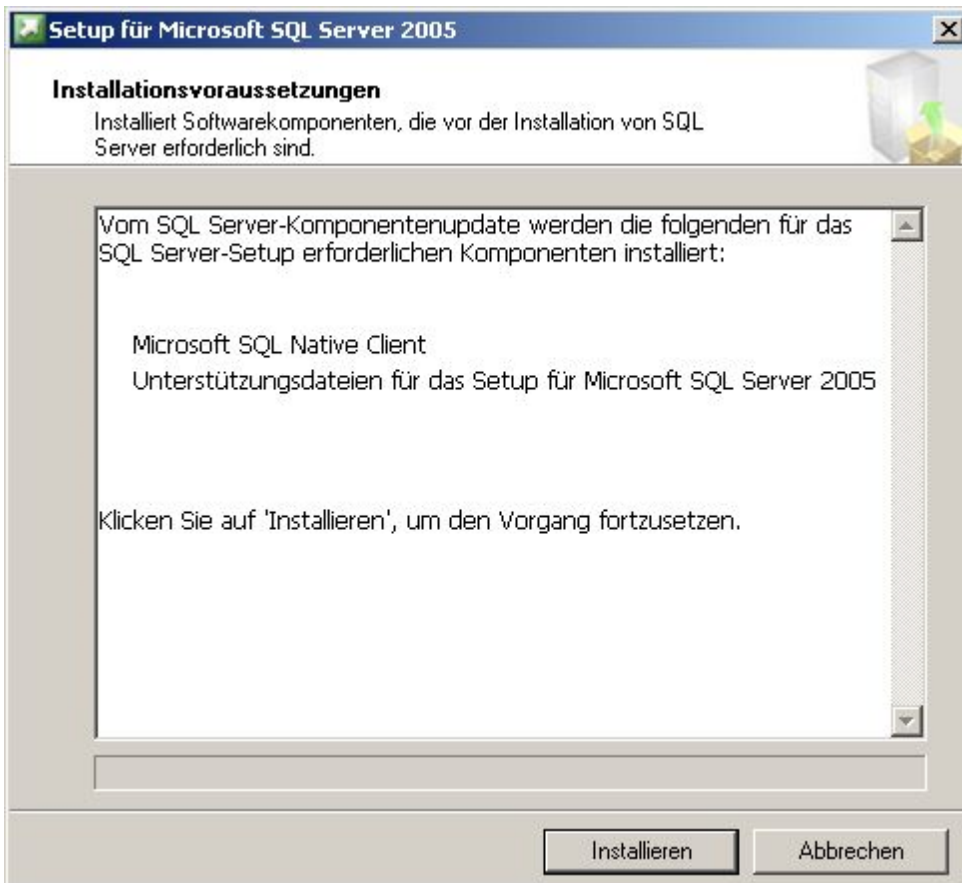 Setup für Microsoft SQL Server 2005
Installationsvoraussetzungen
Installiert Softwarekomponenten, die vor der Installation von SQL
Server erforderlich sind.
Vom SQL Server-Komponentenupdate werden die folgenden für das
SQL Server-Setup erforderlichen Komponenten installiert:
Microsoft SQL Native Client
Unterstützungsdateien für das Setup für Microsoft SQL Server 2005
Klicken Sie auf 'Installieren', um den Vorgang fortzusetzen.
Installieren
Abbrechen